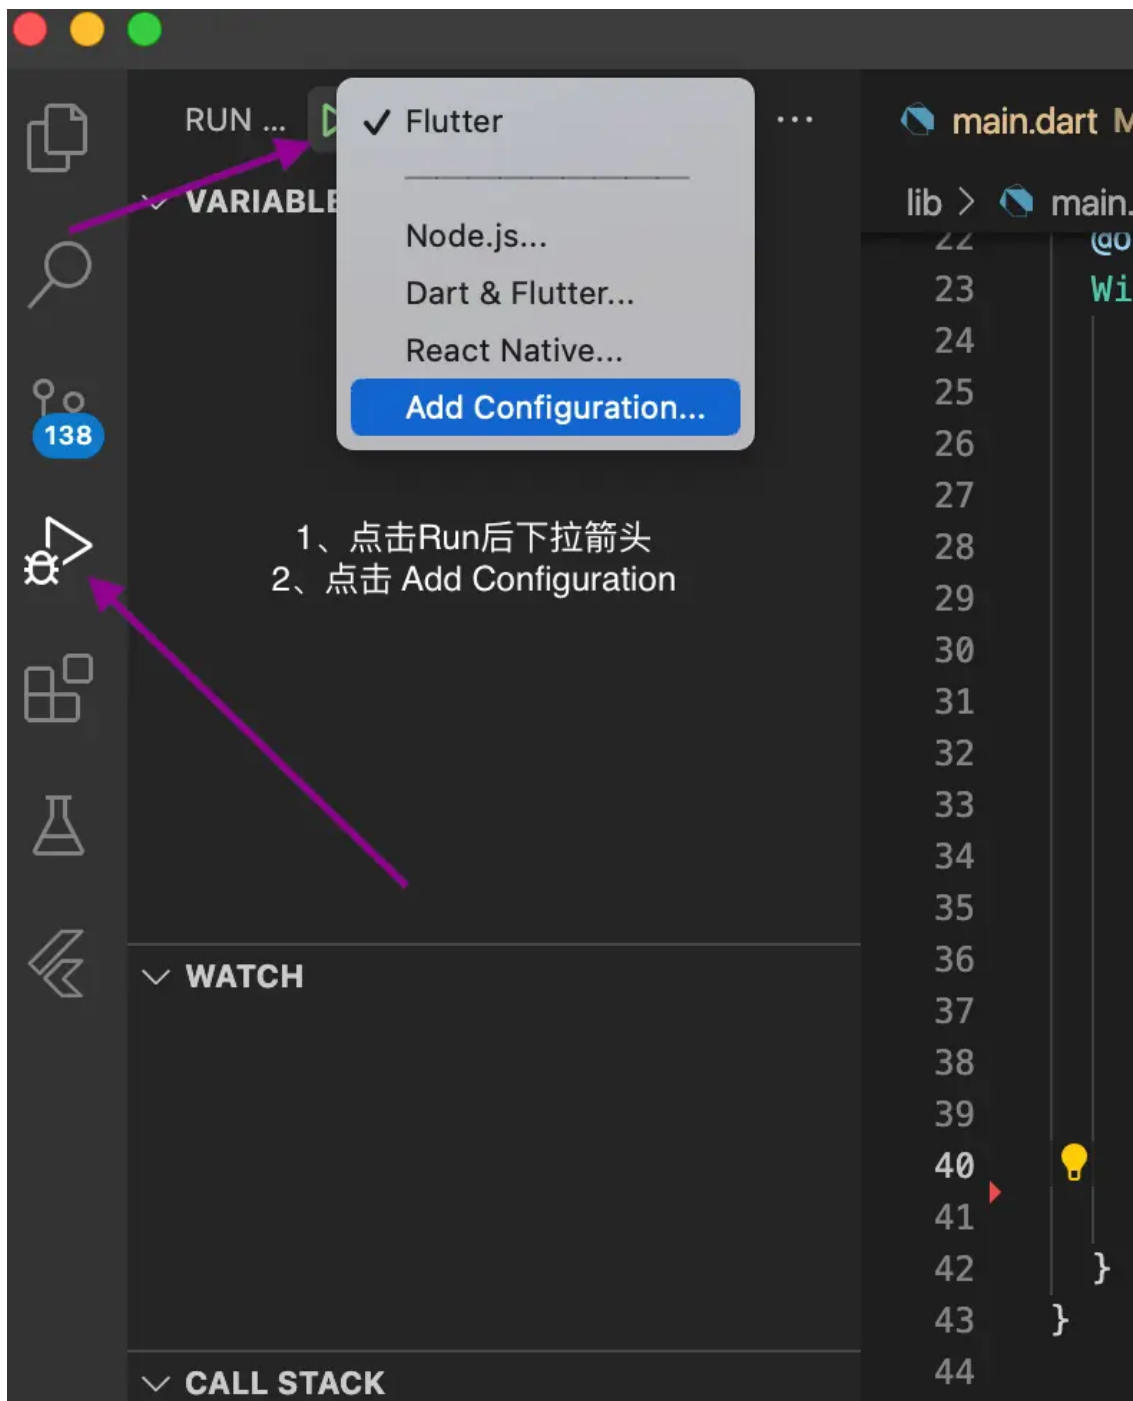 RUN ...
Flutter
Node.js...
Dart & Flutter...
React Native...
Add Configuration...
VARIABLE
138
1、点击Run后下拉箭头
2、点击 Add Configuration
WATCH
CALL STACK
main.dart M
lib > main.
22 @o
23 Wi
24
25
26
27
28
29
30
31
32
33
34
35
36
37
38
39
40
41
42 }
43 }
44